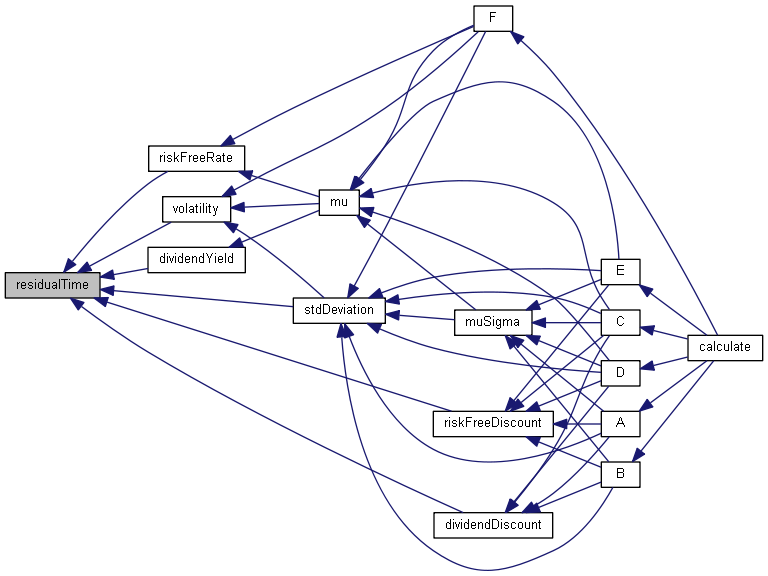 F
riskFreeRate
mu
volatility
dividendYield
E
residualTime
stdDeviation
muSigma
C
calculate
D
riskFreeDiscount
A
B
dividendDiscount